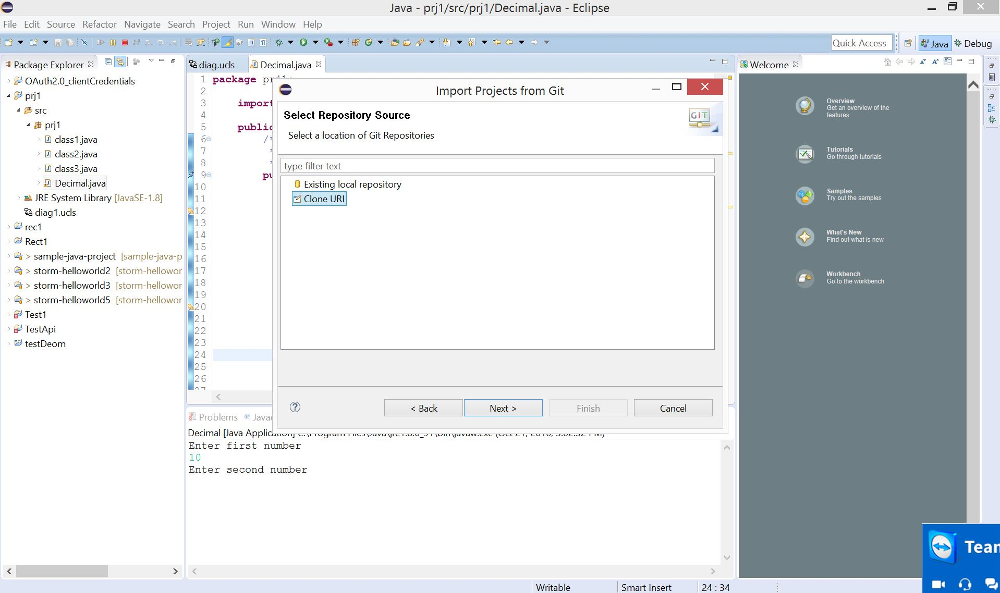 Java - prj1/src/prj1/Decimal.java - Eclipse
File Edit Source Refactor Navigate Search Project Run Window Help
Quick Access
Java
Debug
Package Explorer
OAuth2.0_clientCredentials
prj1
src
prj1
class1.java
class2.java
class3.java
Decimal.java
JRE System Library [JavaSE-1.8]
diag1.ucls
rec1
Rect1
> sample-java-project [sample-java-p
> storm-helloworld2 [storm-hellowor
> storm-helloworld3 [storm-hellowor
> storm-helloworld5 [storm-hellowor
Test1
TestApi
testDeom
diag.ucls
Decimal.java
1 package prj1;
2
3 import
4
5 public
6 /*
7 *
8 *
9 pu
10
11
12
13
14
15
16
17
18
19
20
21
22
23
24
25
26
27
Import Projects from Git
Select Repository Source
Select a location of Git Repositories
GIT
type filter text
Existing local repository
Clone URI
< Back
Next >
Finish
Cancel
Problems
@ Javad
Decimal [Java Application]
Enter first number
10
Enter second number
Welcome
Overview
Get an overview of the
features
Tutorials
Go through tutorials
Samples
Try out the samples
What's New
Find out what is new
Workbench
Go to the workbench
Team
Writable
Smart Insert
24 : 34